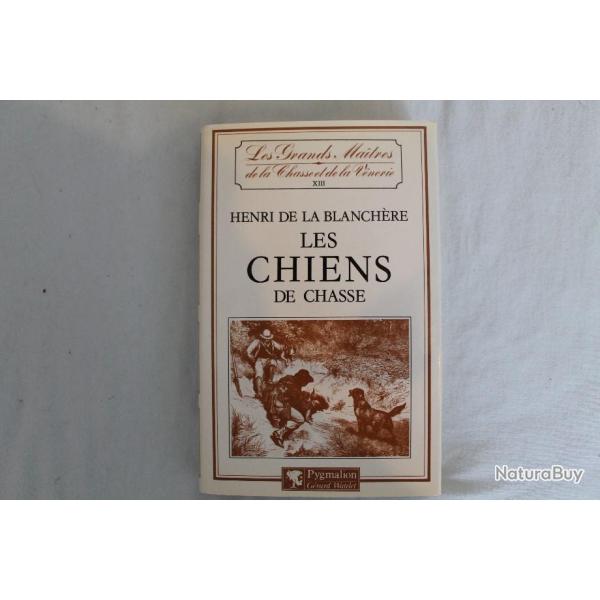 Les Grands Maîtres
de la Chasse et de la Vènerie
XIII
HENRI DE LA BLANCHÈRE
LES
CHIENS
DE CHASSE
Pygmalion
Gérard Watelet
NaturaBuy